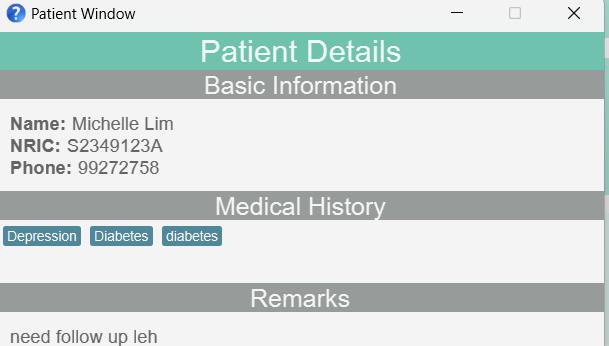 Patient Window
Patient Details
Basic Information
Name: Michelle Lim
NRIC: S2349123A
Phone: 99272758
Medical History
Depression Diabetes diabetes
Remarks
need follow up leh